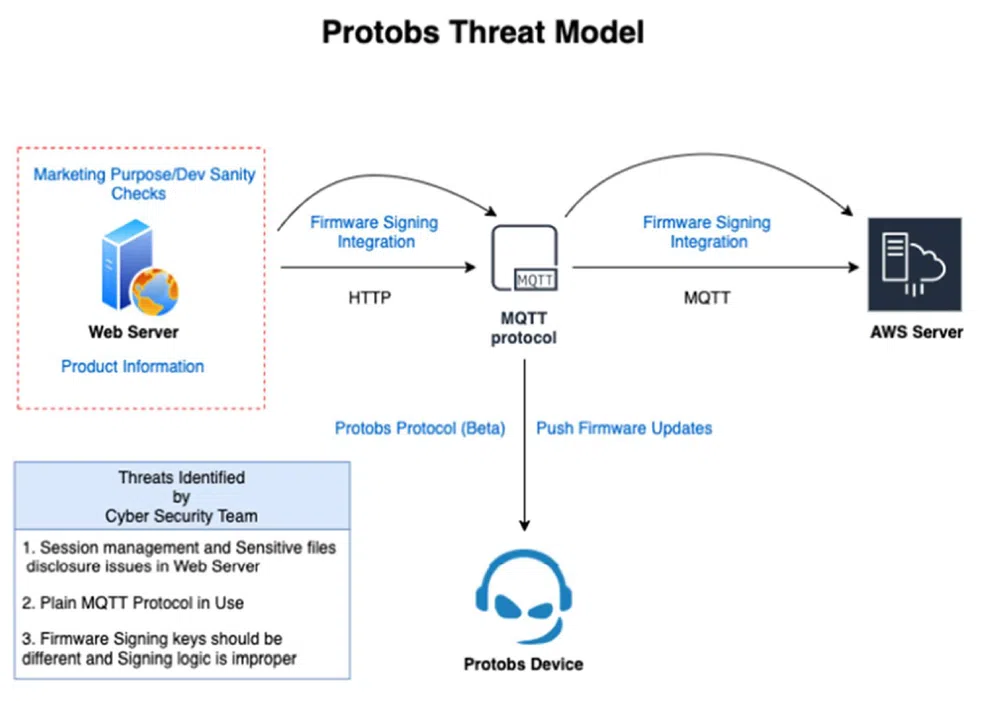 Protobs Threat Model
Marketing Purpose/Dev Sanity
Checks
Web Server
Product Information
Firmware Signing
Integration
HTTP
MQTT
MQTT
protocol
Firmware Signing
Integration
MQTT
AWS Server
Protobs Protocol (Beta)
Push Firmware Updates
Threats Identified
by
Cyber Security Team
1. Session management and Sensitive files
disclosure issues in Web Server
2. Plain MQTT Protocol in Use
3. Firmware Signing keys should be
different and Signing logic is improper
Protobs Device